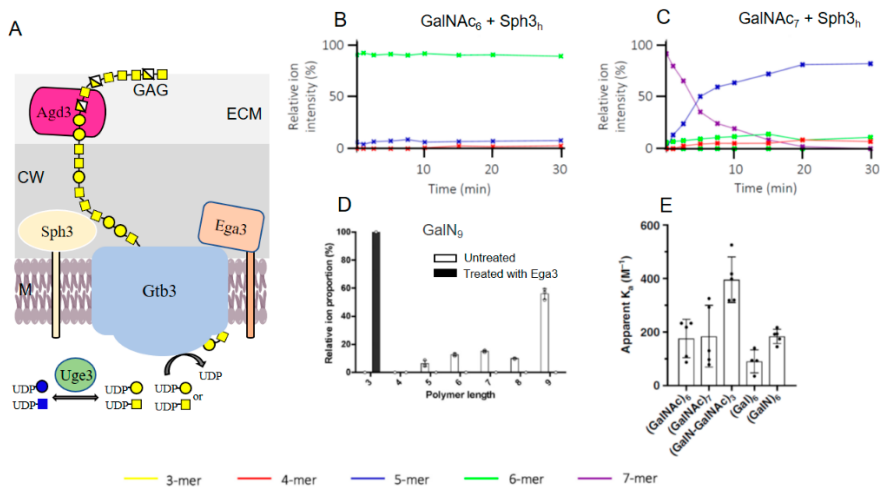 A
GAG
Agd3
ECM
CW
Sph3
Ega3
Gtb3
M
Uge3
UDP
UDP
UDP
UDP
UDP
UDP
or
UDP
B
GalNAc6 + Sph3h
Relative ion
intensity (%)
100
50
0
10
20
30
Time (min)
C
GalNAc7 + Sph3h
Relative ion
intensity (%)
100
50
0
10
20
30
Time (min)
D
GalN9
Untreated
Treated with Ega3
Relative ion proportion (%)
100
80
60
40
20
0
3
4
5
6
7
8
9
Polymer length
E
Apparent Ka (M⁻¹)
600
400
200
0
(GalNAc)6
(GalNAc)7
(GalN-GalNAc)3
(Gal)6
(GalN)6
3-mer
4-mer
5-mer
6-mer
7-mer